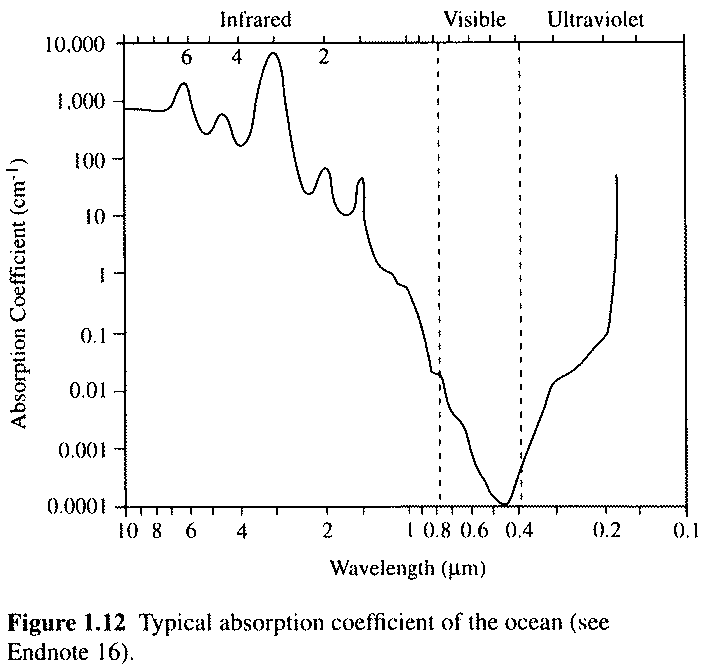 Infrared Visible Ultraviolet
10,000
6 4 2
1,000
100
10
1
0.1
0.01
0.001
0.0001
Absorption Coefficient (cm-1)
10 8 6 4 2 1 0.8 0.6 0.4 0.2 0.1
Wavelength (μm)
Figure 1.12 Typical absorption coefficient of the ocean (see
Endnote 16).